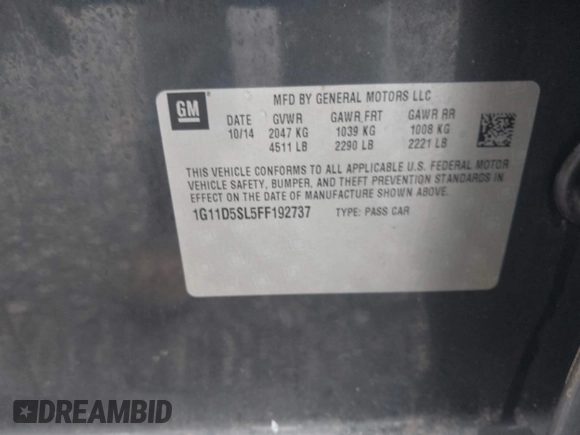 GM
MFD BY GENERAL MOTORS LLC
DATE GVWR GAWR FRT GAWR RR
10/14 2047 KG 1039 KG 1008 KG
4511 LB 2290 LB 2221 LB
THIS VEHICLE CONFORMS TO ALL APPLICABLE U.S. FEDERAL MOTOR
VEHICLE SAFETY, BUMPER, AND THEFT PREVENTION STANDARDS IN
EFFECT ON THE DATE OF MANUFACTURE SHOWN ABOVE.
1G11D5SL5FF192737 TYPE: PASS CAR
DREAMBID